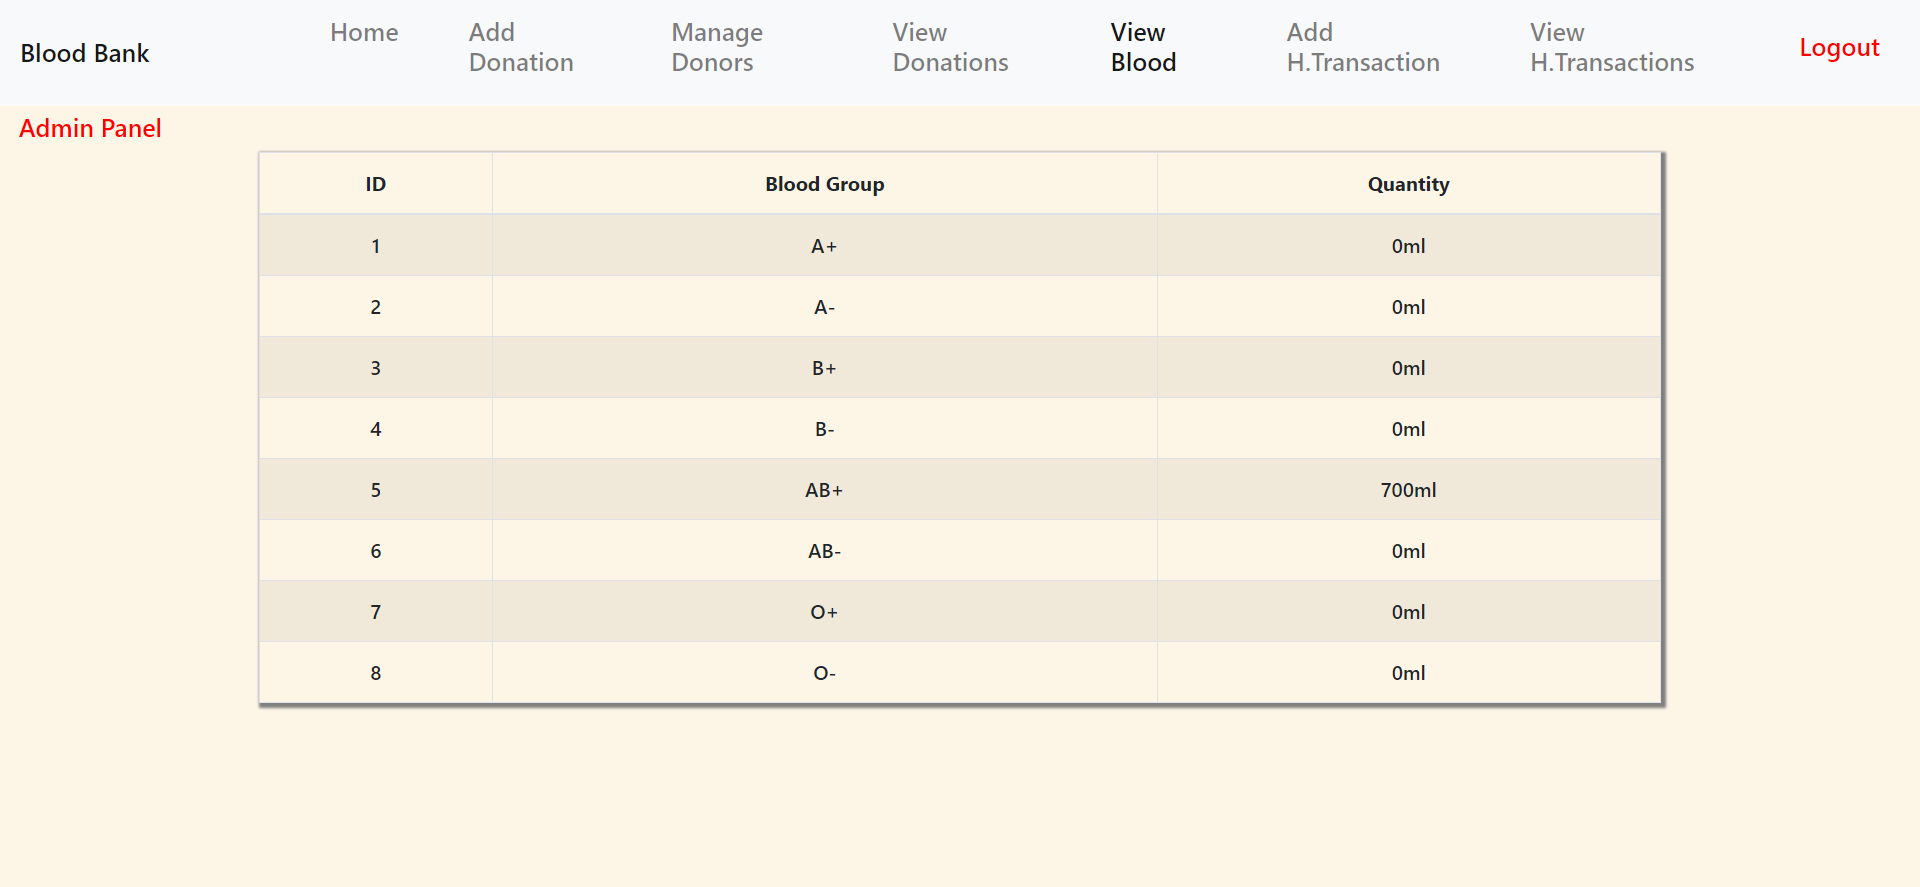 Blood Bank
Home
Add
Donation
Manage
Donors
View
Donations
View
Blood
Add
H.Transaction
View
H.Transactions
Logout
Admin Panel
ID Blood Group Quantity
1 A+ 0ml
2 A- 0ml
3 B+ 0ml
4 B- 0ml
5 AB+ 700ml
6 AB- 0ml
7 O+ 0ml
8 O- 0ml